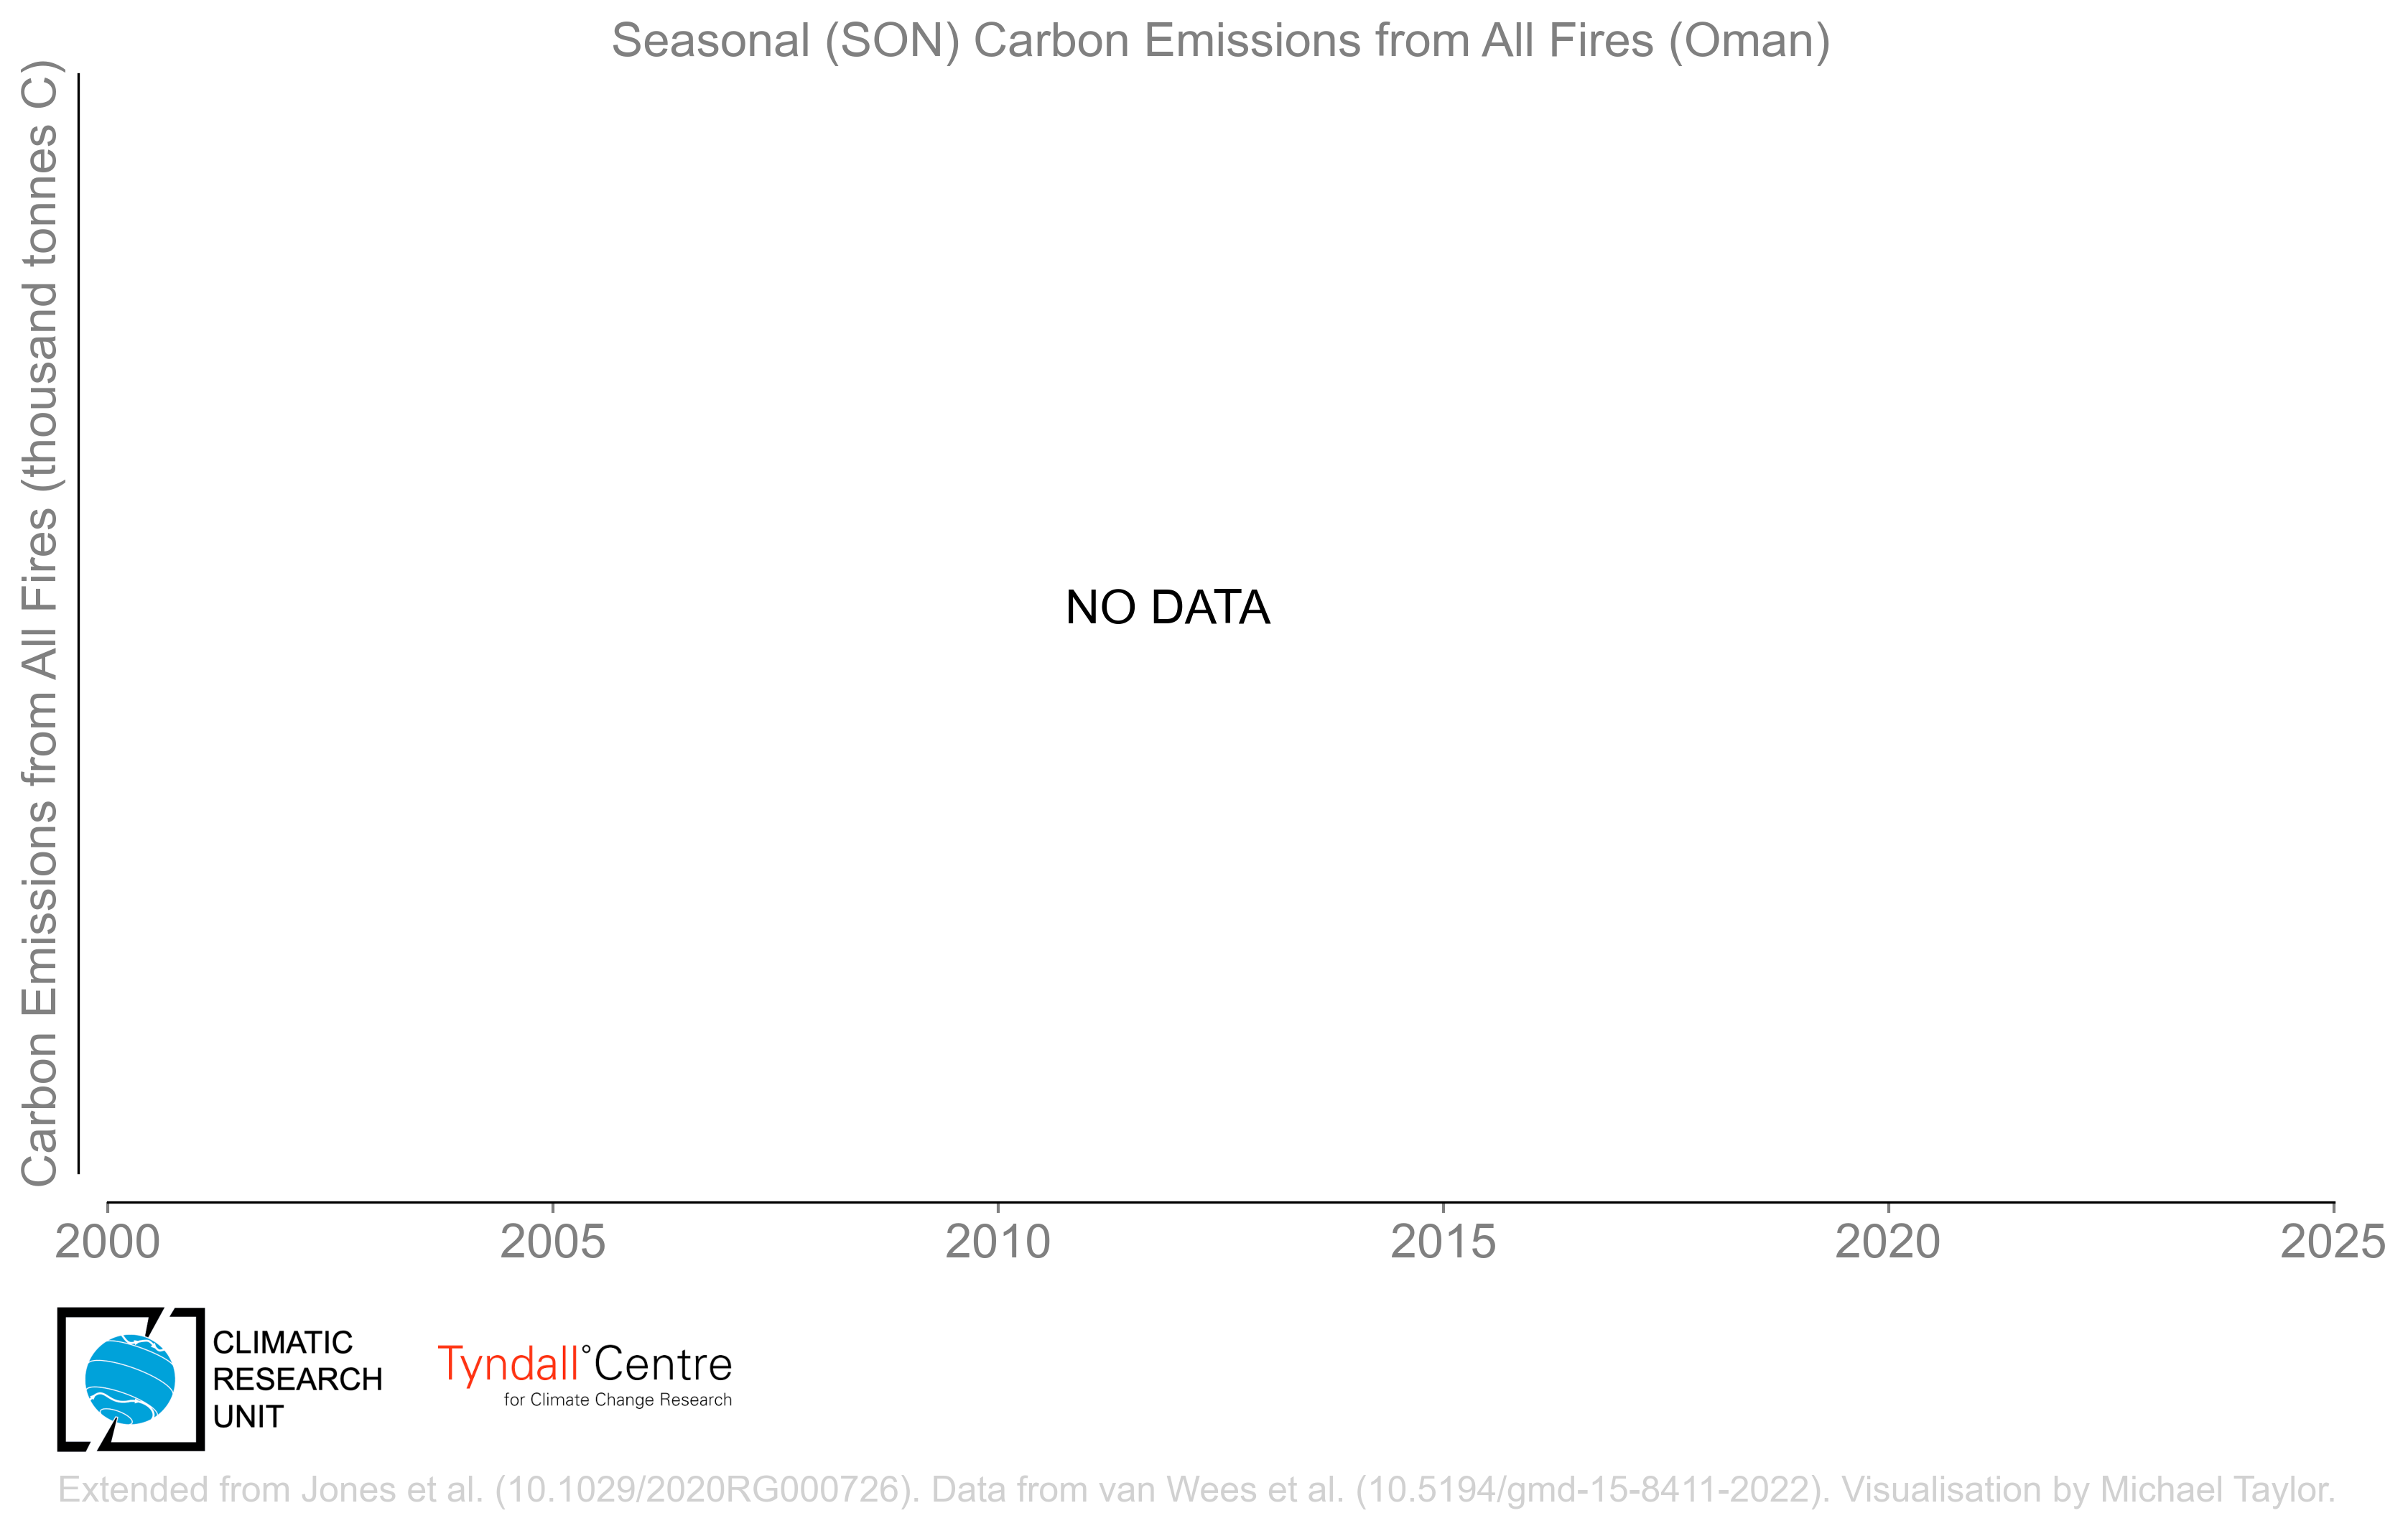 Seasonal (SON) Carbon Emissions from All Fires (Oman)
Carbon Emissions from All Fires (thousand tonnes C)
NO DATA
2000 2005 2010 2015 2020 2025
CLIMATIC
RESEARCH
UNIT
Tyndall°Centre
for Climate Change Research
Extended from Jones et al. (10.1029/2020RG000726). Data from van Wees et al. (10.5194/gmd-15-8411-2022). Visualisation by Michael Taylor.